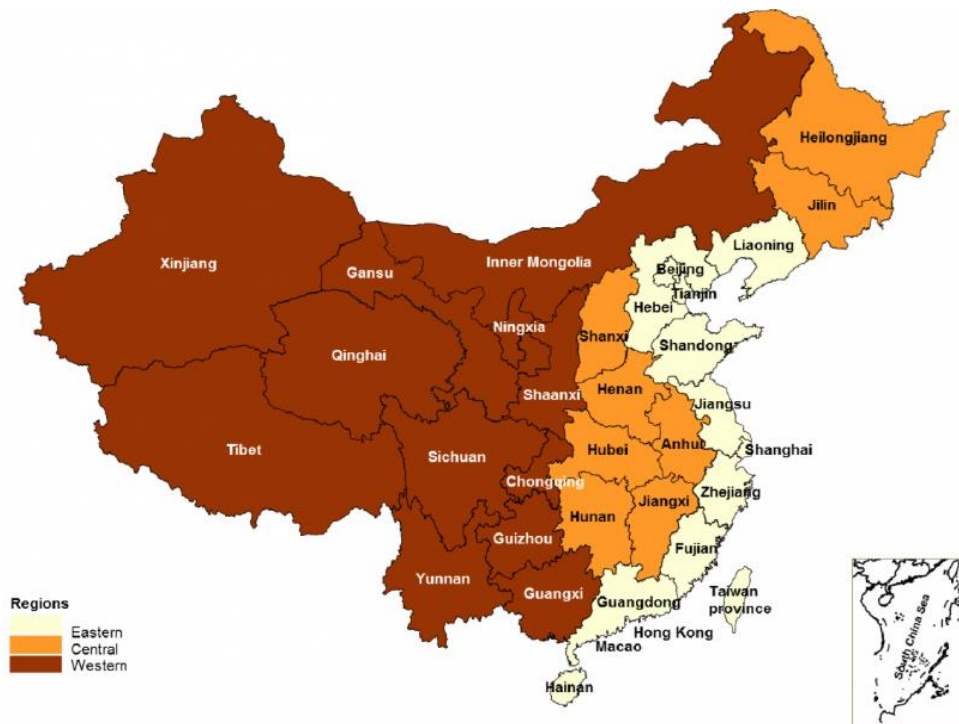 Heilongjiang
Jilin
Liaoning
Xinjiang
Gansu
Inner Mongolia
Beijing
Tianjin
Hebei
Ningxia
Shanxi
Shandong
Qinghai
Shaanxi
Henan
Jiangsu
Tibet
Sichuan
Hubei
Anhui
Shanghai
Chongqing
Zhejiang
Jiangxi
Hunan
Guizhou
Fujian
Yunnan
Guangxi
Guangdong
Taiwan
province
Hong Kong
Macao
Hainan
Regions
Eastern
Central
Western
South China Sea